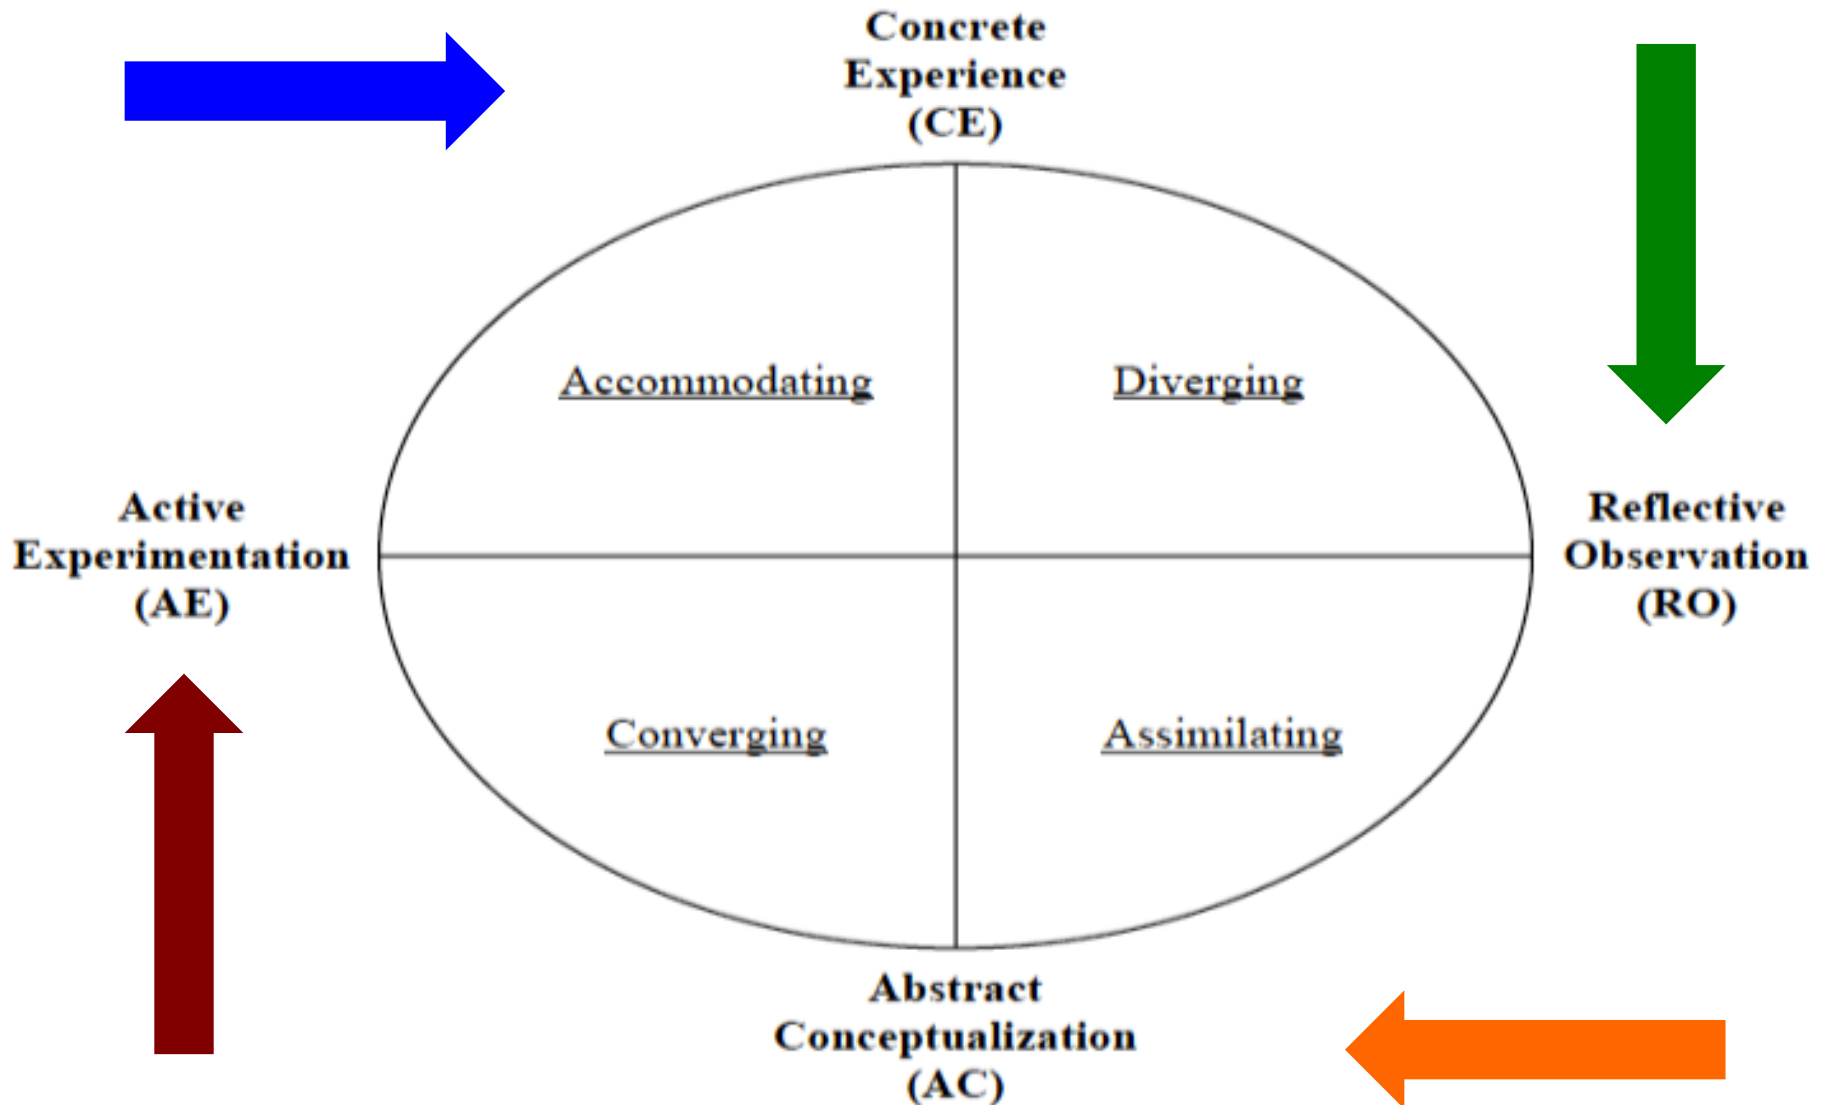 Concrete
Experience
(CE)
Accommodating
Diverging
Active
Experimentation
(AE)
Reflective
Observation
(RO)
Converging
Assimilating
Abstract
Conceptualization
(AC)